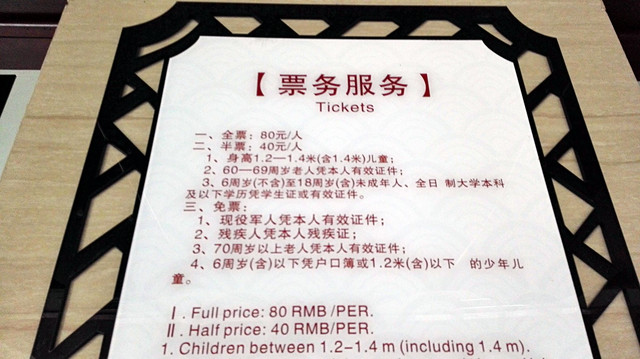 【票务服务】
Tickets
一、全票：80元/人
二、半票：40元/人
1、身高1.2—1.4米(含1.4米)儿童；
2、60—69周岁老人凭本人有效证件；
3、6周岁(不含)至18周岁(含)未成年人、全日 制大学本科
及以下学历凭学生证或有效证件。
三、免票：
1、现役军人凭本人有效证件；
2、残疾人凭本人残疾证；
3、70周岁以上老人凭本人有效证件；
4、6周岁(含)以下凭户口簿或1.2米(含)以下 的少年儿
童。
Ⅰ. Full price: 80 RMB /PER.
Ⅱ. Half price: 40 RMB/PER.
1. Children between 1.2-1.4 m (including 1.4 m).